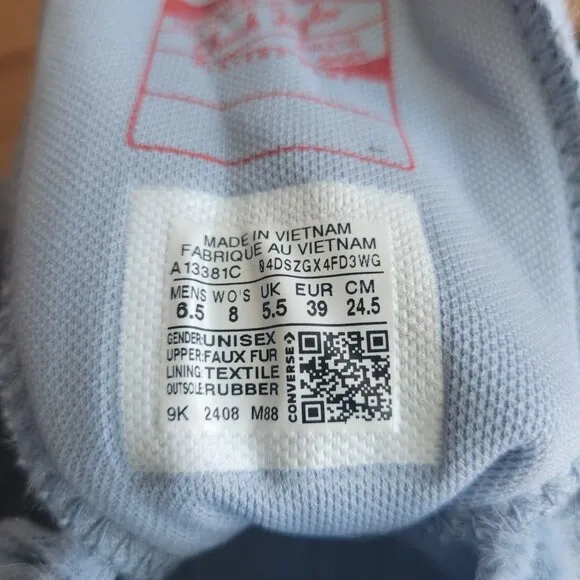 MADE IN VIETNAM
FABRIQUE AU VIETNAM
A13381C 04DSZGX4FD3WG
MENS WO'S UK EUR CM
6.5 8 5.5 39 24.5
GENDER:UNISEX
UPPER:FAUX FUR
LINING:TEXTILE
OUTSOLE:RUBBER
CONVERSE
9K 2408 M88